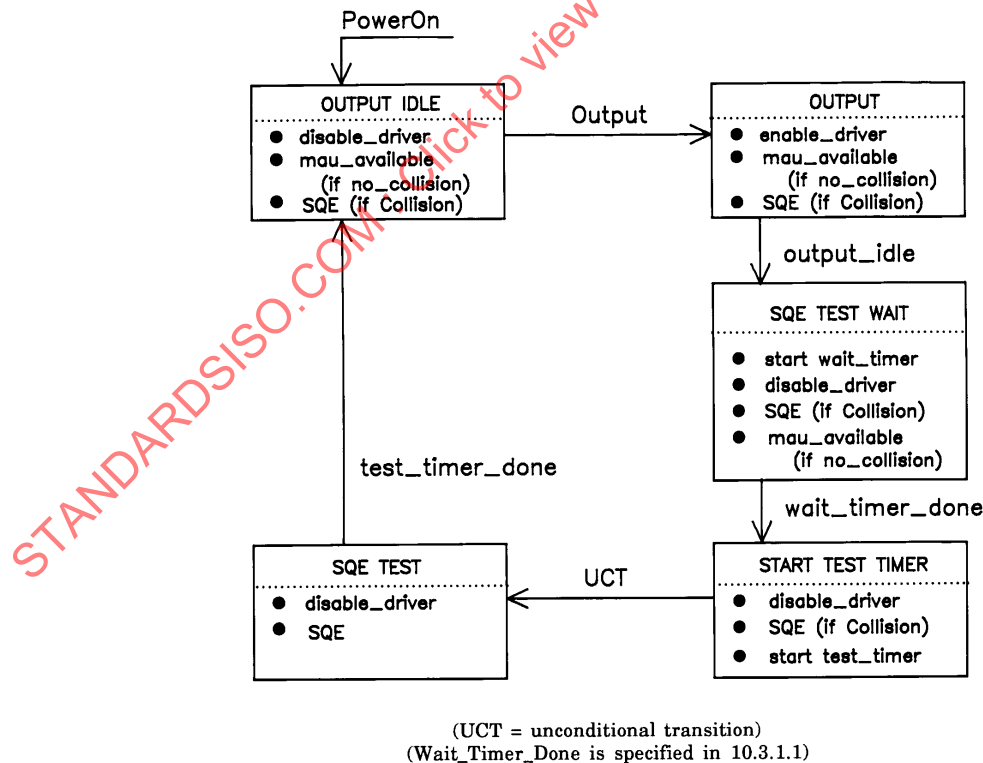 PowerOn
OUTPUT IDLE
● disable_driver
● mau_available
(if no_collision)
● SQE (if Collision)
Output
OUTPUT
● enable_driver
● mau_available
(if no_collision)
● SQE (if Collision)
output_idle
SQE TEST WAIT
● start wait_timer
● disable_driver
● SQE (if Collision)
● mau_available
(if no_collision)
wait_timer_done
START TEST TIMER
● disable_driver
● SQE (if Collision)
● start test_timer
UCT
SQE TEST
● disable_driver
● SQE
test_timer_done
(UCT = unconditional transition)
(Wait_Timer_Done is specified in 10.3.1.1)
STANDARDSISO.COM : Click to view